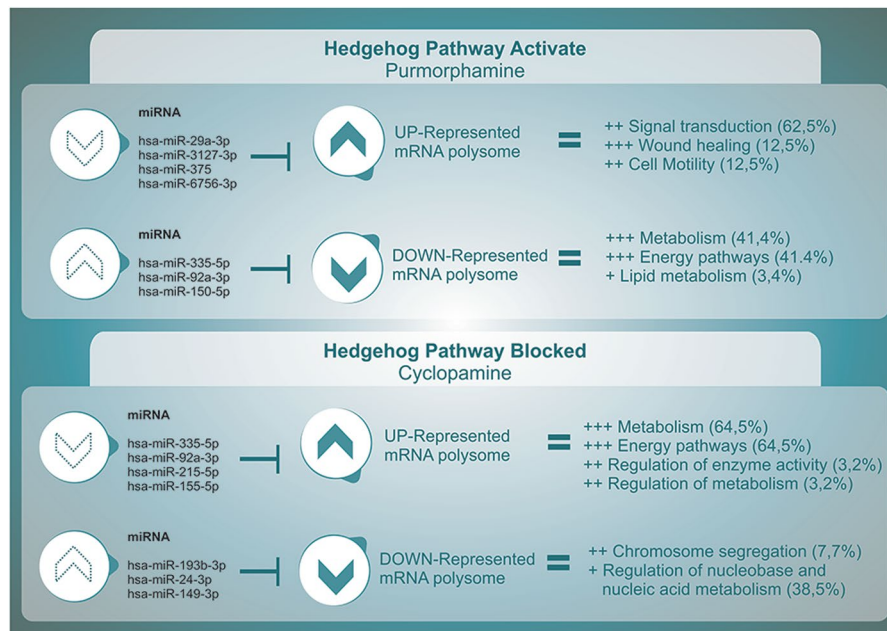 Hedgehog Pathway Activate
Purmorphamine
miRNA
hsa-miR-29a-3p
hsa-miR-3127-3p
hsa-miR-375
hsa-miR-6756-3p
UP-Represented
mRNA polysome
=
++ Signal transduction (62,5%)
+++ Wound healing (12,5%)
++ Cell Motility (12,5%)
miRNA
hsa-miR-335-5p
hsa-miR-92a-3p
hsa-miR-150-5p
DOWN-Represented
mRNA polysome
=
+++ Metabolism (41,4%)
+++ Energy pathways (41.4%)
+ Lipid metabolism (3,4%)
Hedgehog Pathway Blocked
Cyclopamine
miRNA
hsa-miR-335-5p
hsa-miR-92a-3p
hsa-miR-215-5p
hsa-miR-155-5p
UP-Represented
mRNA polysome
=
+++ Metabolism (64,5%)
+++ Energy pathways (64,5%)
++ Regulation of enzyme activity (3,2%)
++ Regulation of metabolism (3,2%)
miRNA
hsa-miR-193b-3p
hsa-miR-24-3p
hsa-miR-149-3p
DOWN-Represented
mRNA polysome
=
++ Chromosome segregation (7,7%)
+ Regulation of nucleobase and
nucleic acid metabolism (38,5%)